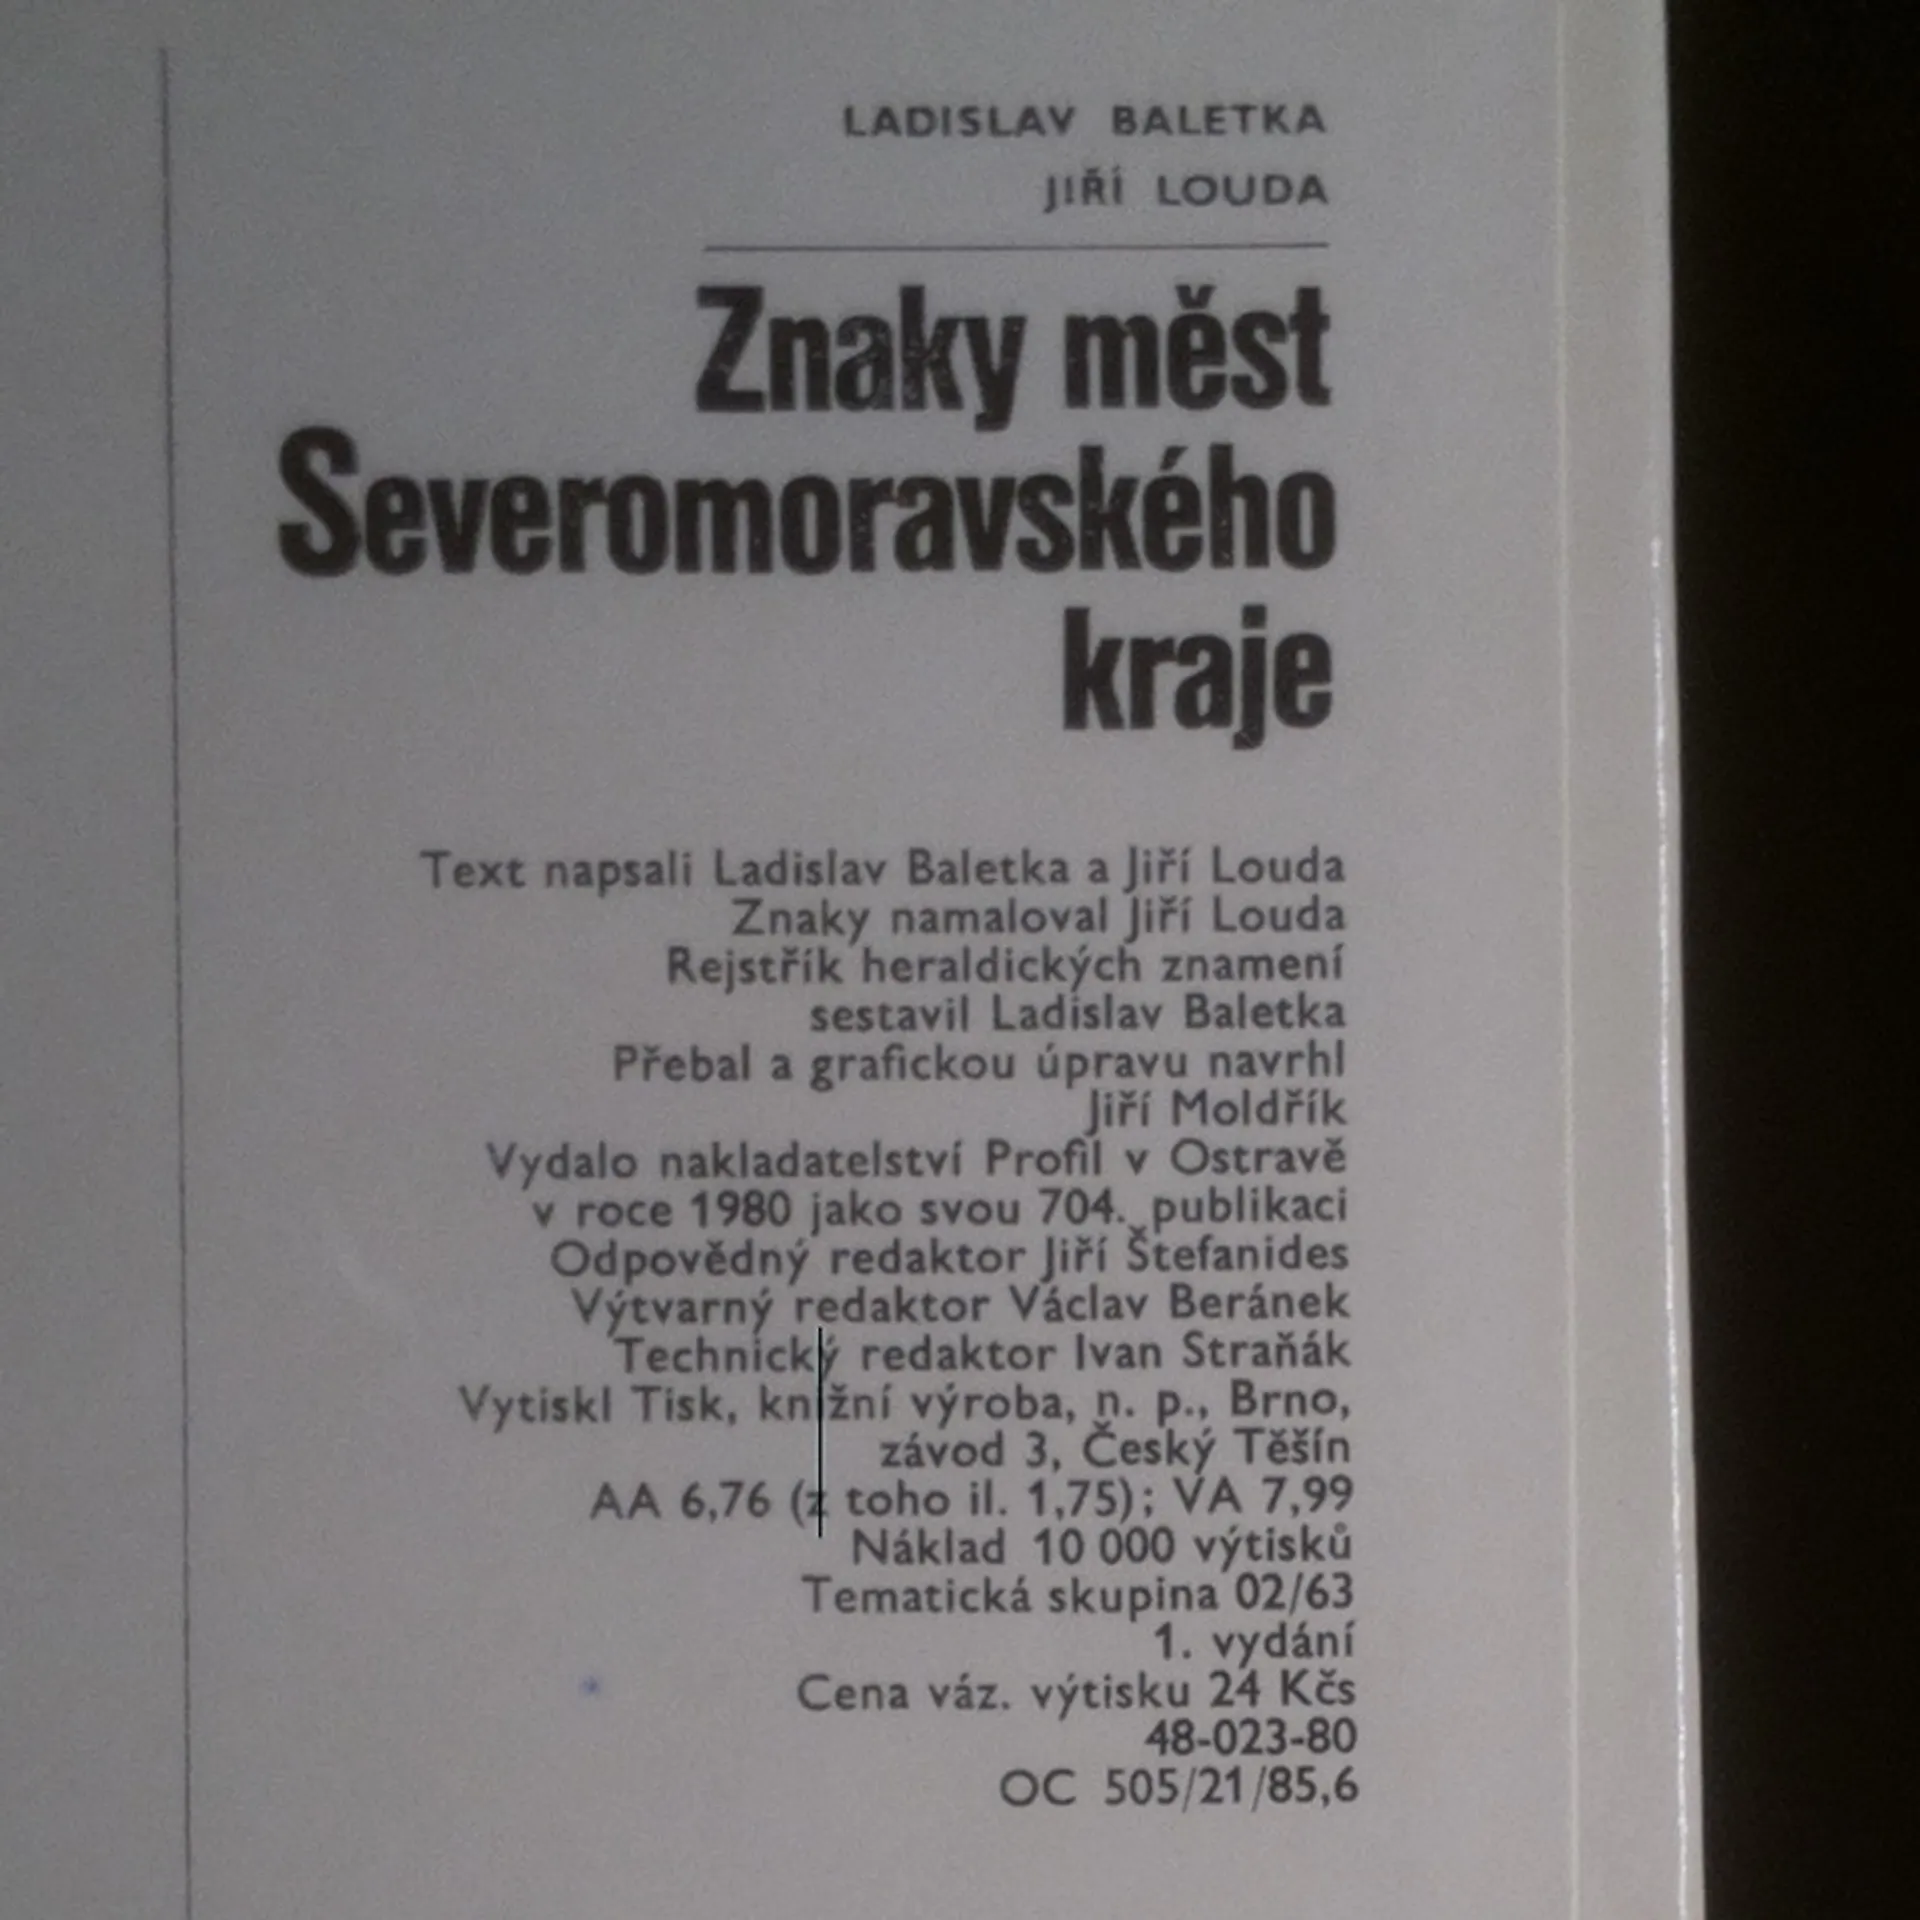 LADISLAV BALETKA
JIŘÍ LOUDA
Znaky měst
Severomoravského
kraje
Text napsali Ladislav Baletka a Jiří Louda
Znaky namaloval Jiří Louda
Rejstřík heraldických znamení
sestavil Ladislav Baletka
Přebal a grafickou úpravu navrhl
Jiří Moldřík
Vydalo nakladatelství Profil v Ostravě
v roce 1980 jako svou 704. publikaci
Odpovědný redaktor Jiří Štefanides
Výtvarný redaktor Václav Beránek
Technický redaktor Ivan Straňák
Vytiskl Tisk, knižní výroba, n. p., Brno,
závod 3, Český Těšín
AA 6,76 (z toho il. 1,75); VA 7,99
Náklad 10 000 výtisků
Tematická skupina 02/63
1. vydání
Cena váz. výtisku 24 Kčs
48-023-80
OC 505/21/85,6